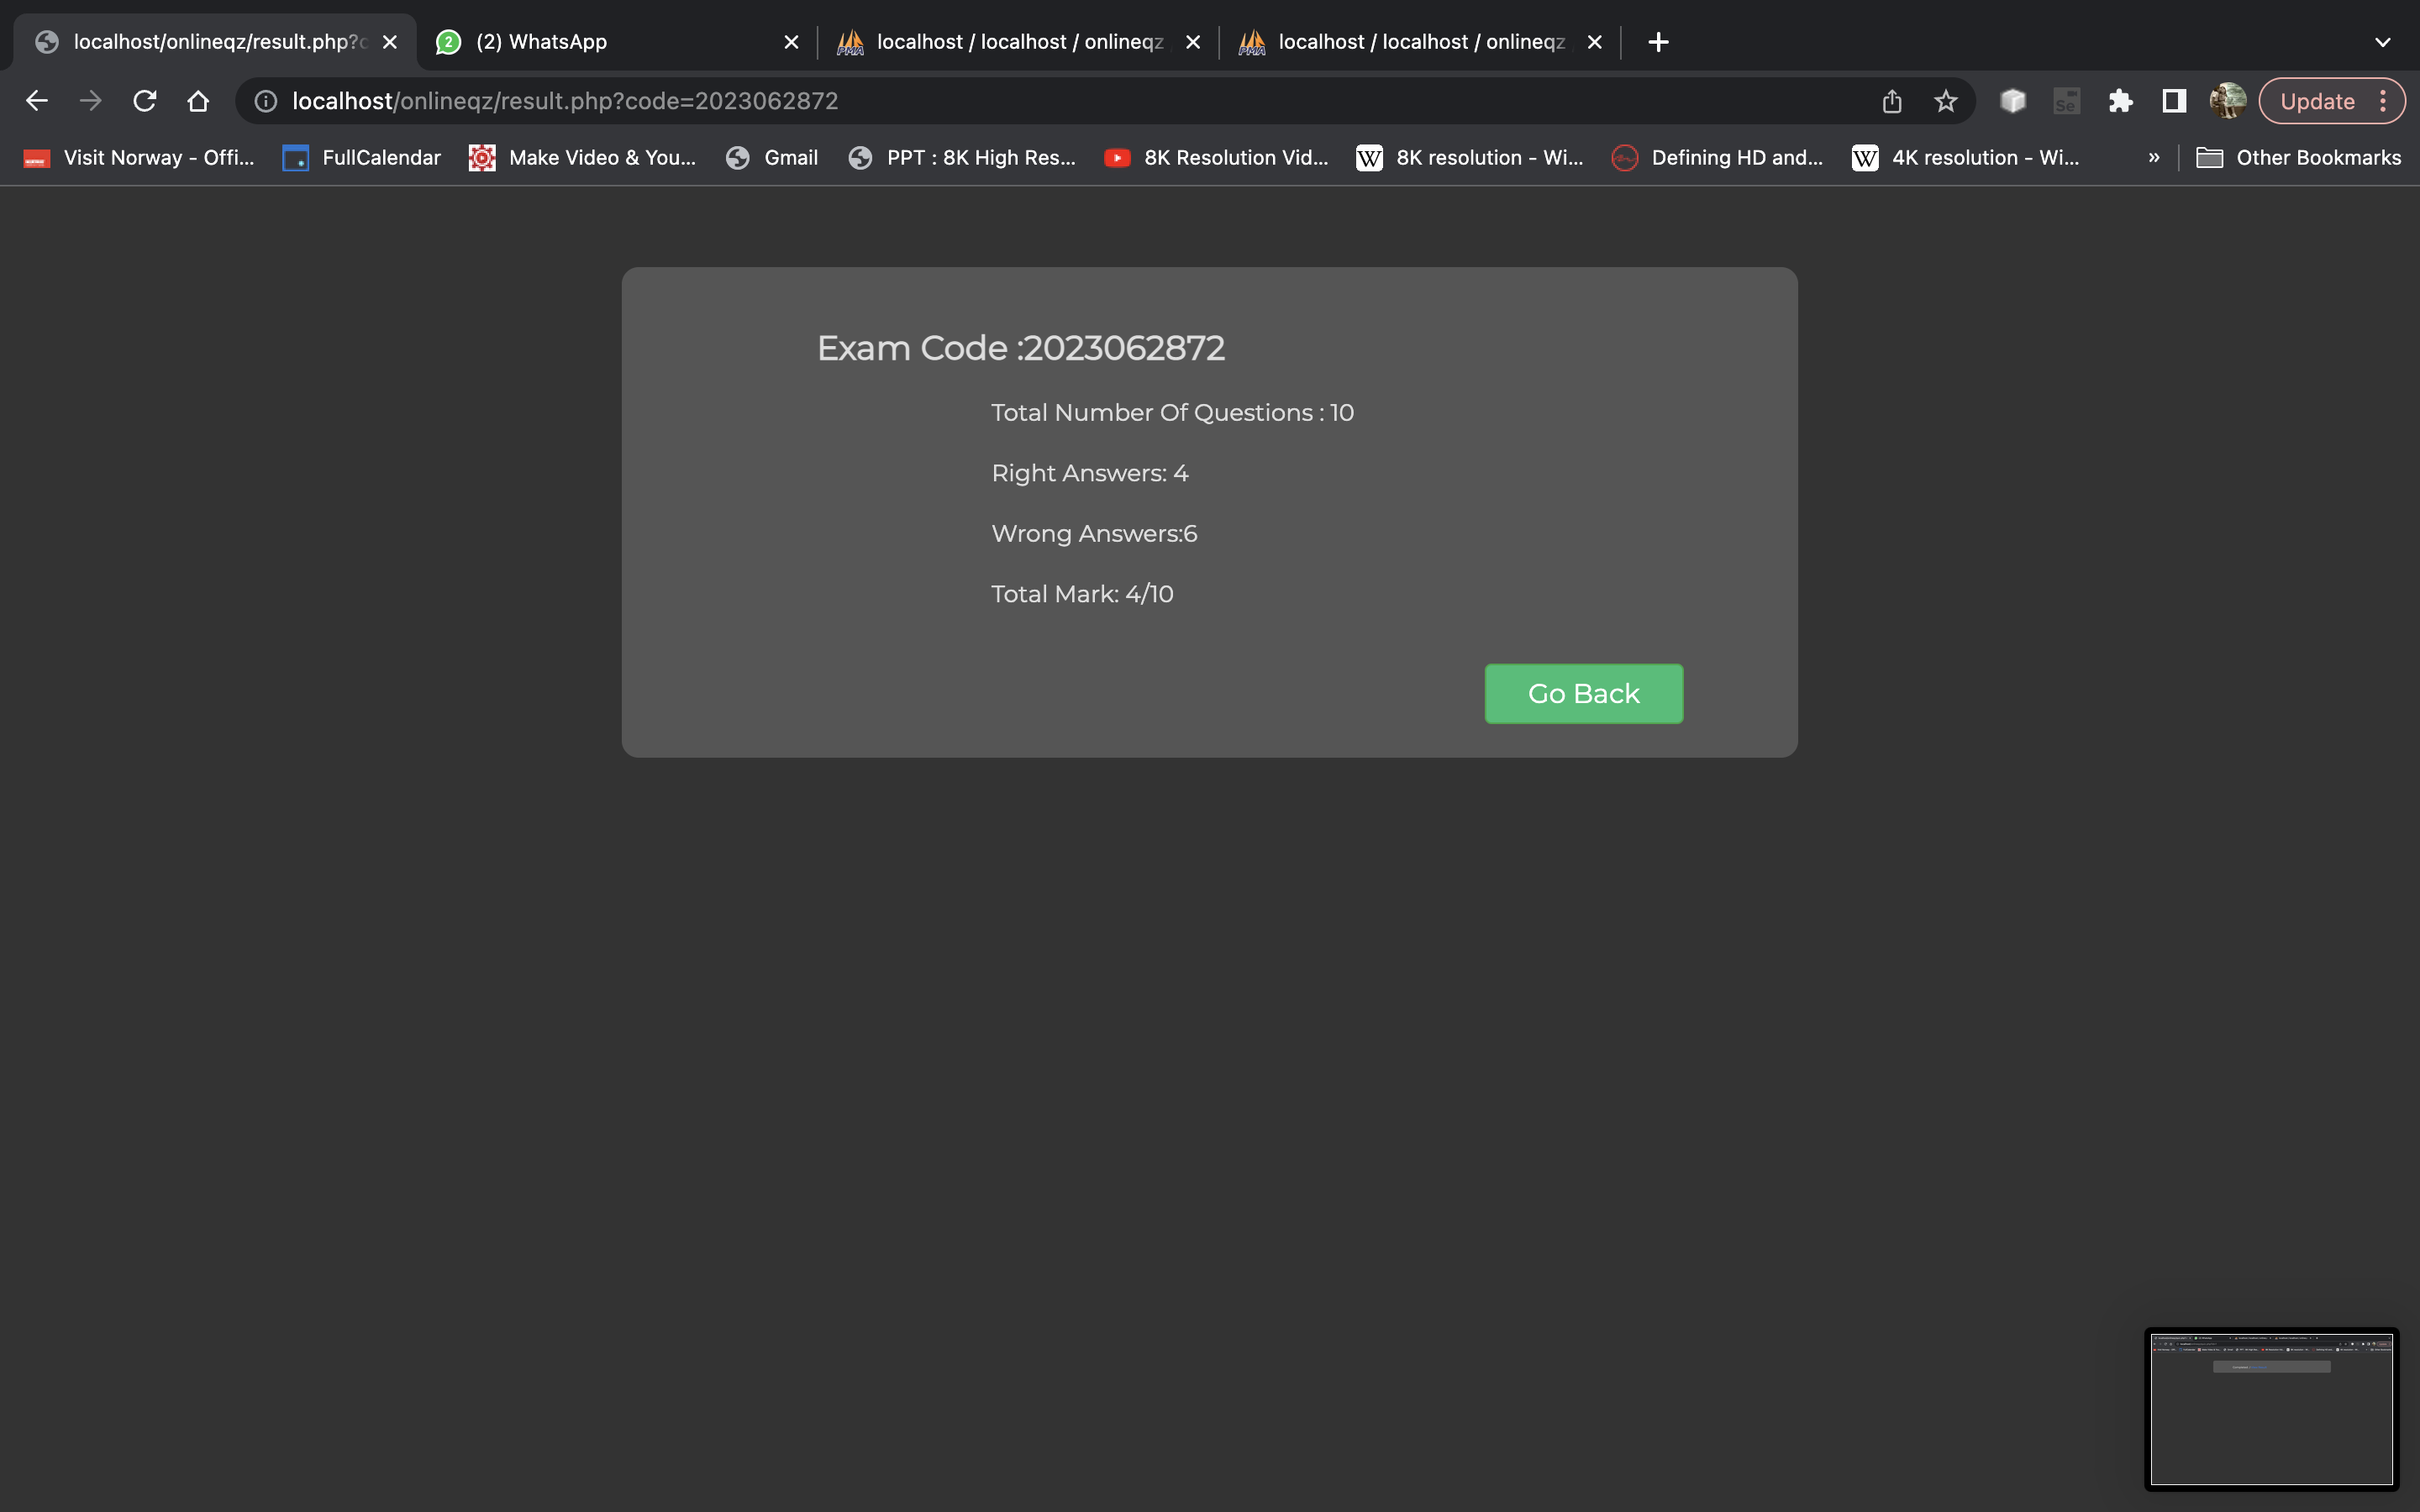 localhost/onlineqz/result.php?c
(2) WhatsApp
localhost / localhost / onlineqz
localhost / localhost / onlineqz
localhost/onlineqz/result.php?code=2023062872
Update
Visit Norway - Offi...
FullCalendar
Make Video & You...
Gmail
PPT : 8K High Res...
8K Resolution Vid...
8K resolution - Wi...
Defining HD and...
4K resolution - Wi...
Other Bookmarks
Exam Code :2023062872
Total Number Of Questions : 10
Right Answers: 4
Wrong Answers:6
Total Mark: 4/10
Go Back